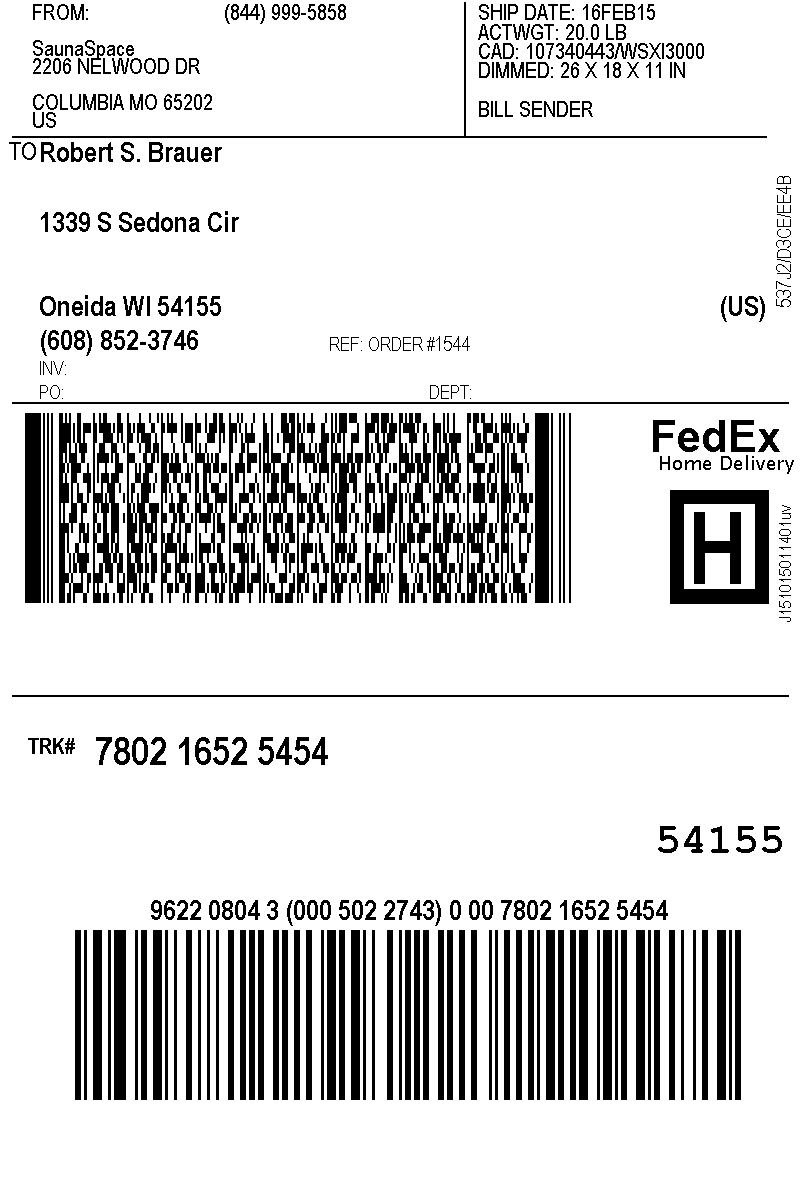 FROM: (844) 999-5858
SaunaSpace
2206 NELWOOD DR
COLUMBIA MO 65202
US
SHIP DATE: 16FEB15
ACTWGT: 20.0 LB
CAD: 107340443/WSXI3000
DIMMED: 26 X 18 X 11 IN
BILL SENDER
TO Robert S. Brauer
1339 S Sedona Cir
Oneida WI 54155 (US)
(608) 852-3746 REF: ORDER #1544
INV:
PO: DEPT:
537J2/D3CE/EE4B
FedEx
Home Delivery
H
J151015011401uv
TRK# 7802 1652 5454
54155
9622 0804 3 (000 502 2743) 0 00 7802 1652 5454